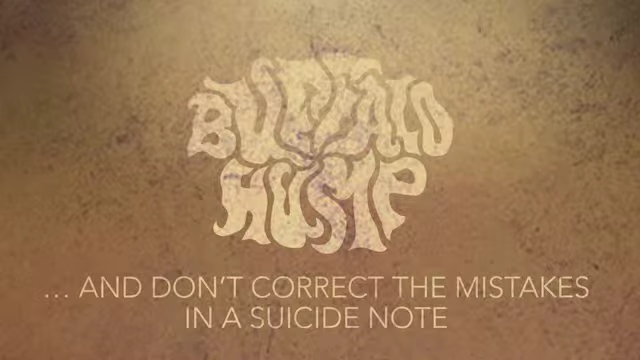 BUFFALO
HUMP
... AND DON'T CORRECT THE MISTAKES
IN A SUICIDE NOTE